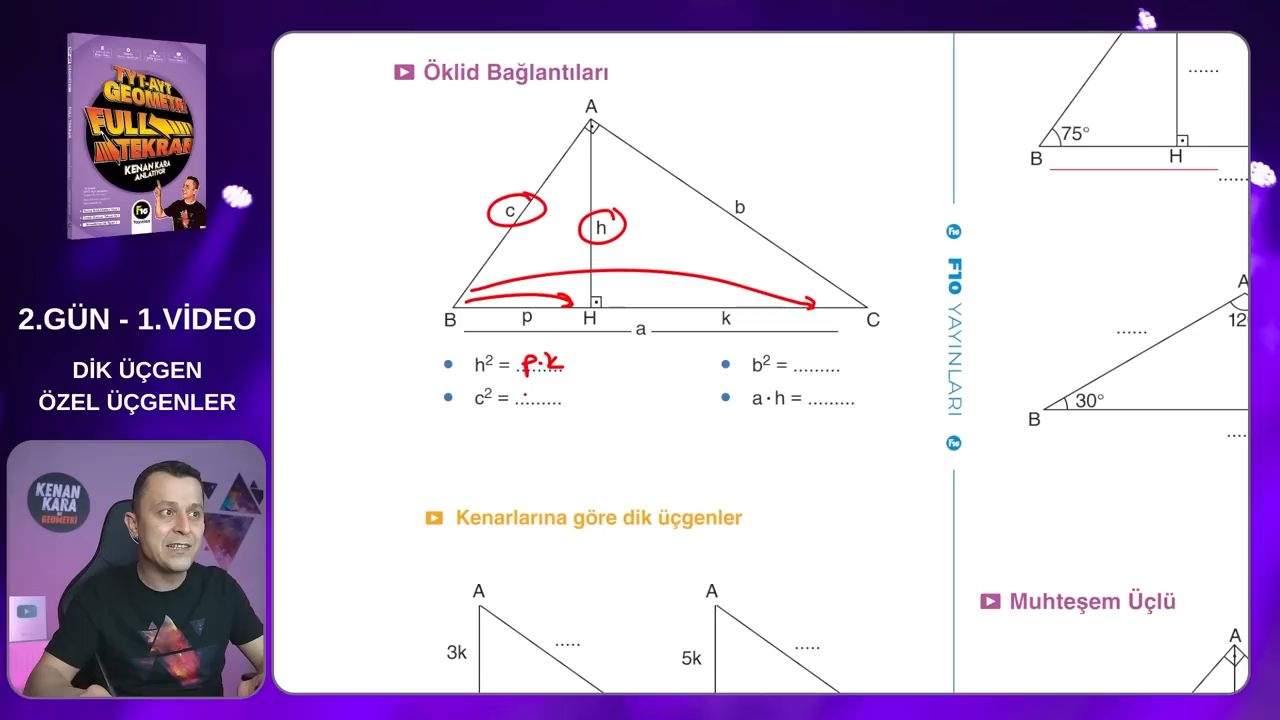 TYT-AYT
GEOMETRİ
FULL
TEKRAR
KENAN KARA
ANLATIYOR
F10
Yayınları
2.GÜN - 1.VİDEO
DİK ÜÇGEN
ÖZEL ÜÇGENLER
KENAN
KARA
GEOMETRİ
Öklid Bağlantıları
A
c
h
b
B
p
H
k
C
a
h² = p.k
b² = .........
c² = .........
a·h = .........
Kenarlarına göre dik üçgenler
A
3k
.....
A
5k
.....
F10 YAYINLARI
......
75°
B
H
......
A
12
......
30°
B
....
Muhteşem Üçlü
A